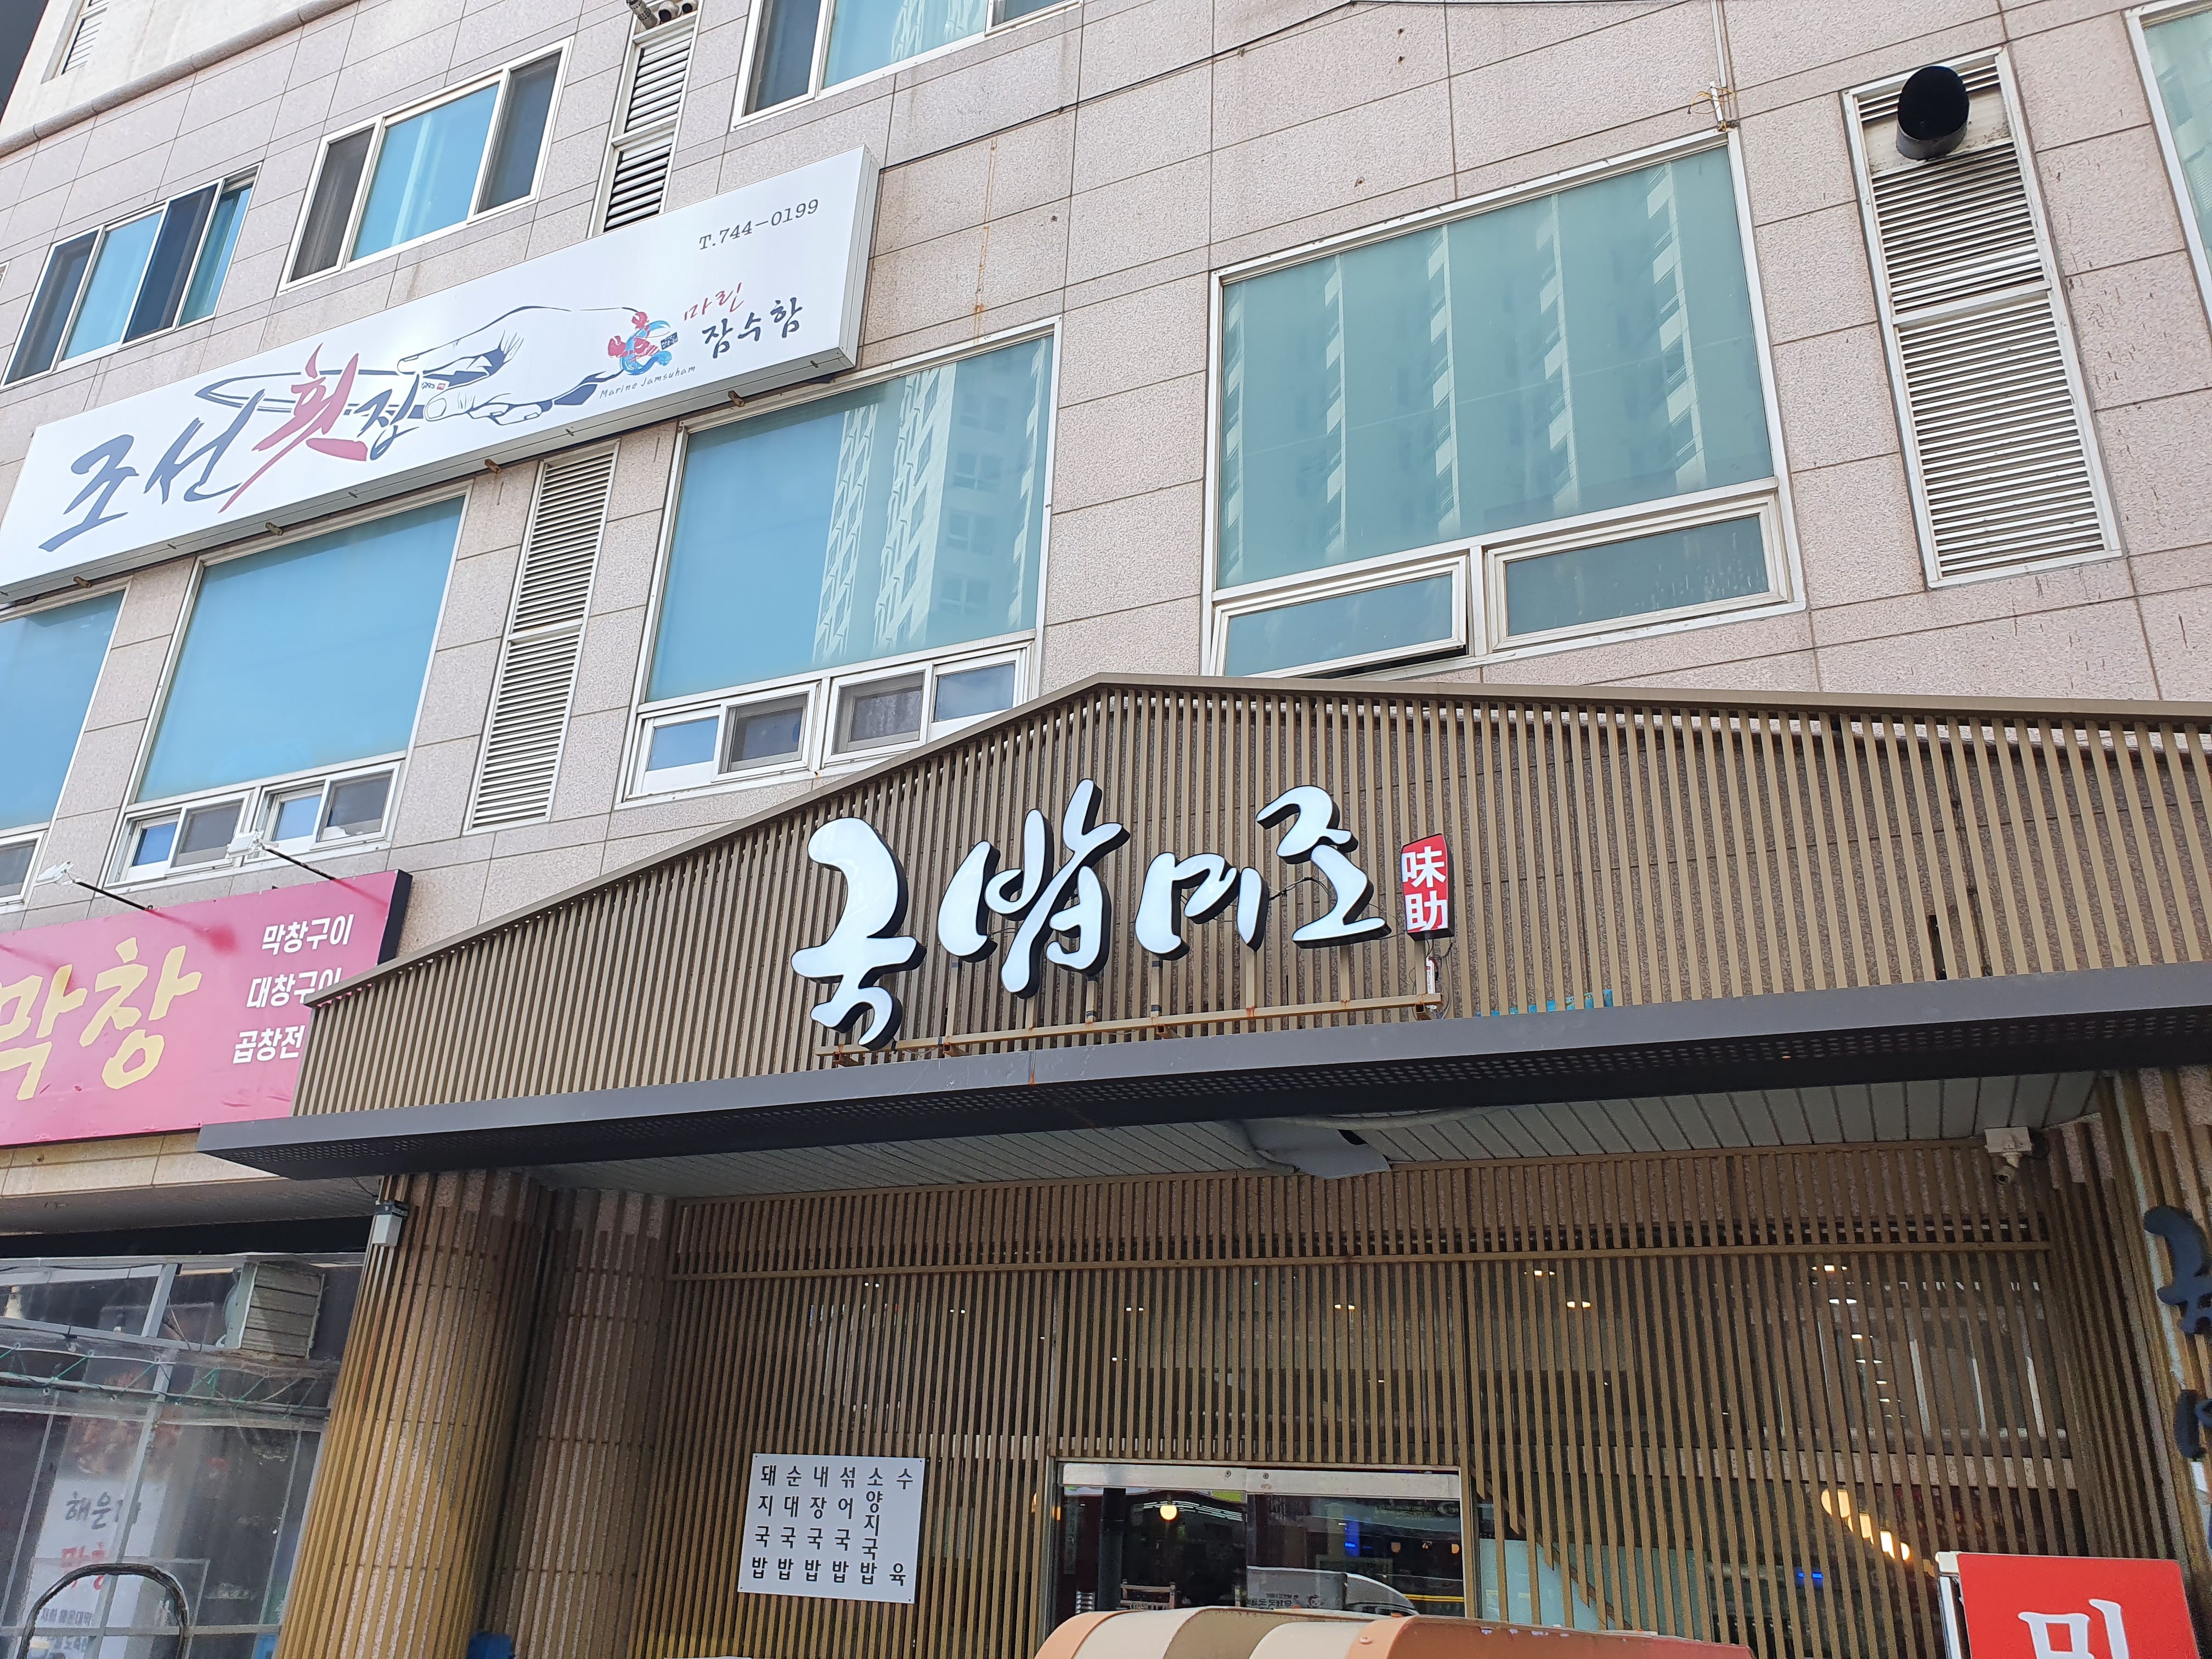 T.744-0199
조선횟집
마린
잠수함
Marine Jamsuham
국밥미조
味助
막창
막창구이
대창구이
곱창전
돼지국밥
순대국밥
내장국밥
섞어국밥
소양지국밥
수육
막창